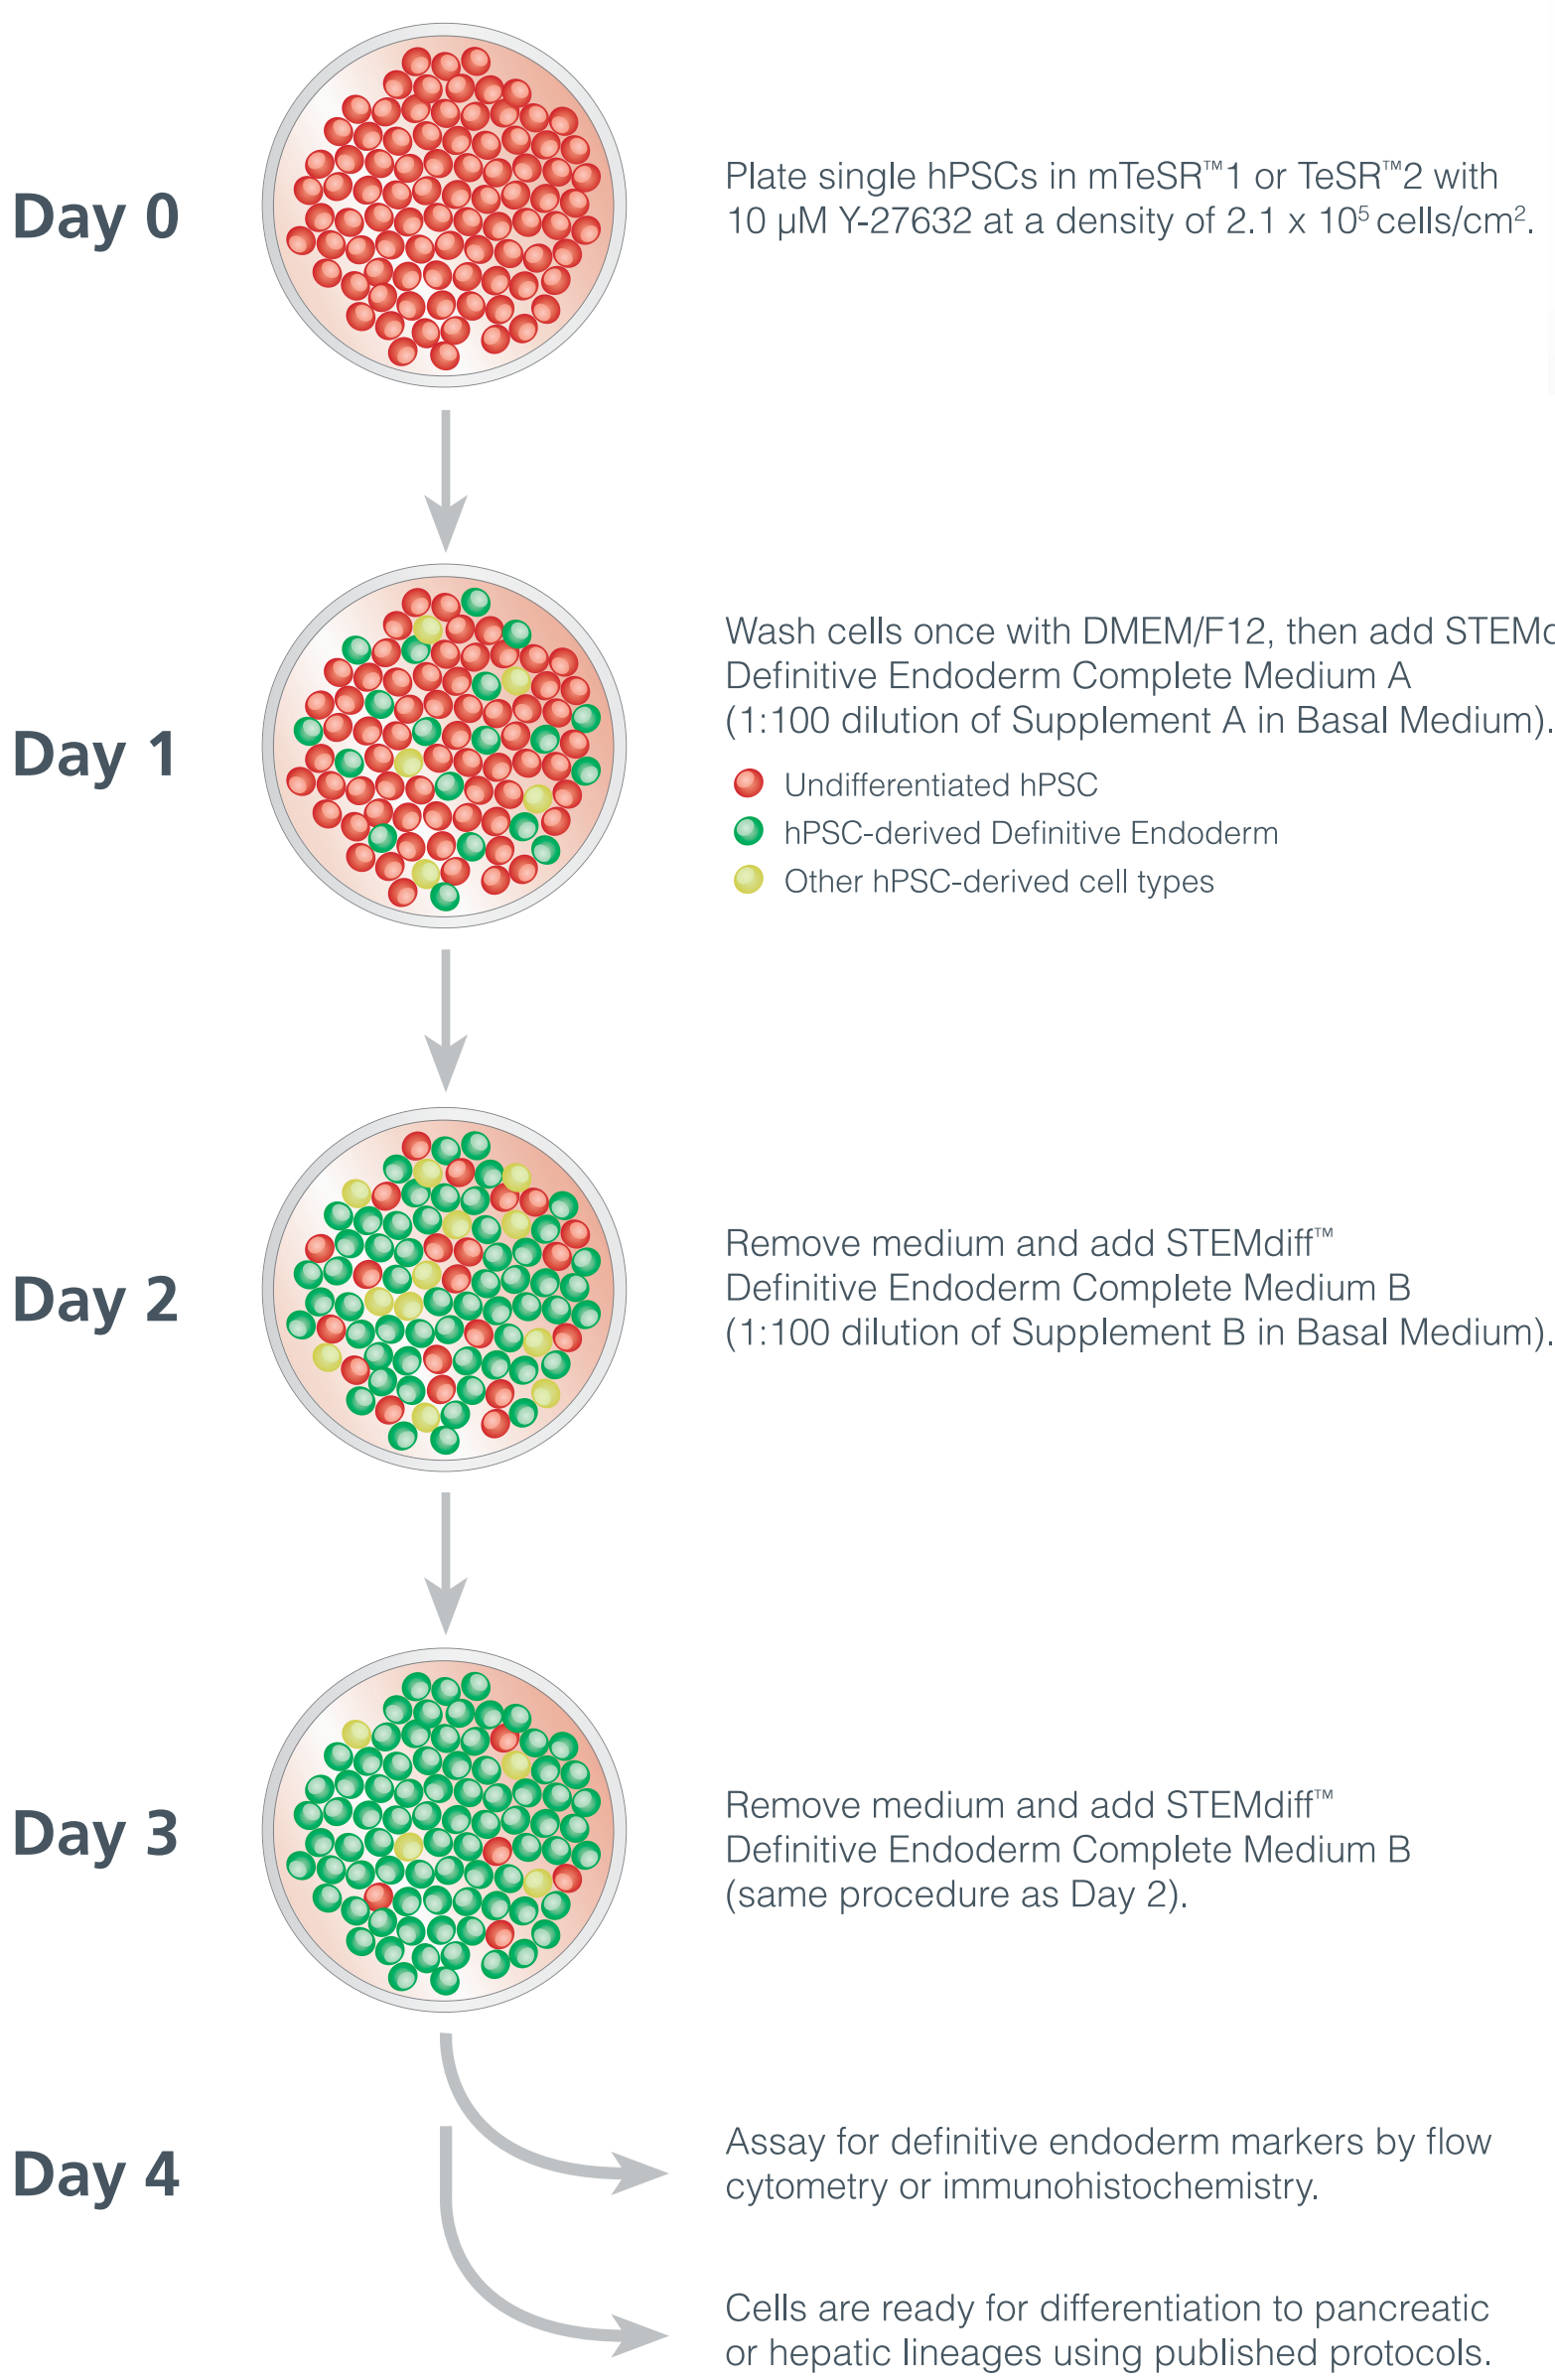 Day 0
Plate single hPSCs in mTeSR™1 or TeSR™2 with
10 µM Y-27632 at a density of 2.1 x 10⁵ cells/cm².
Day 1
Wash cells once with DMEM/F12, then add
Definitive Endoderm Complete Medium A
(1:100 dilution of Supplement A in Basal Medium).
Undifferentiated hPSC
hPSC-derived Definitive Endoderm
Other hPSC-derived cell types
Day 2
Remove medium and add STEMdiff™
Definitive Endoderm Complete Medium B
(1:100 dilution of Supplement B in Basal Medium).
Day 3
Remove medium and add STEMdiff™
Definitive Endoderm Complete Medium B
(same procedure as Day 2).
Day 4
Assay for definitive endoderm markers by flow
cytometry or immunohistochemistry.
Cells are ready for differentiation to pancreatic
or hepatic lineages using published protocols.